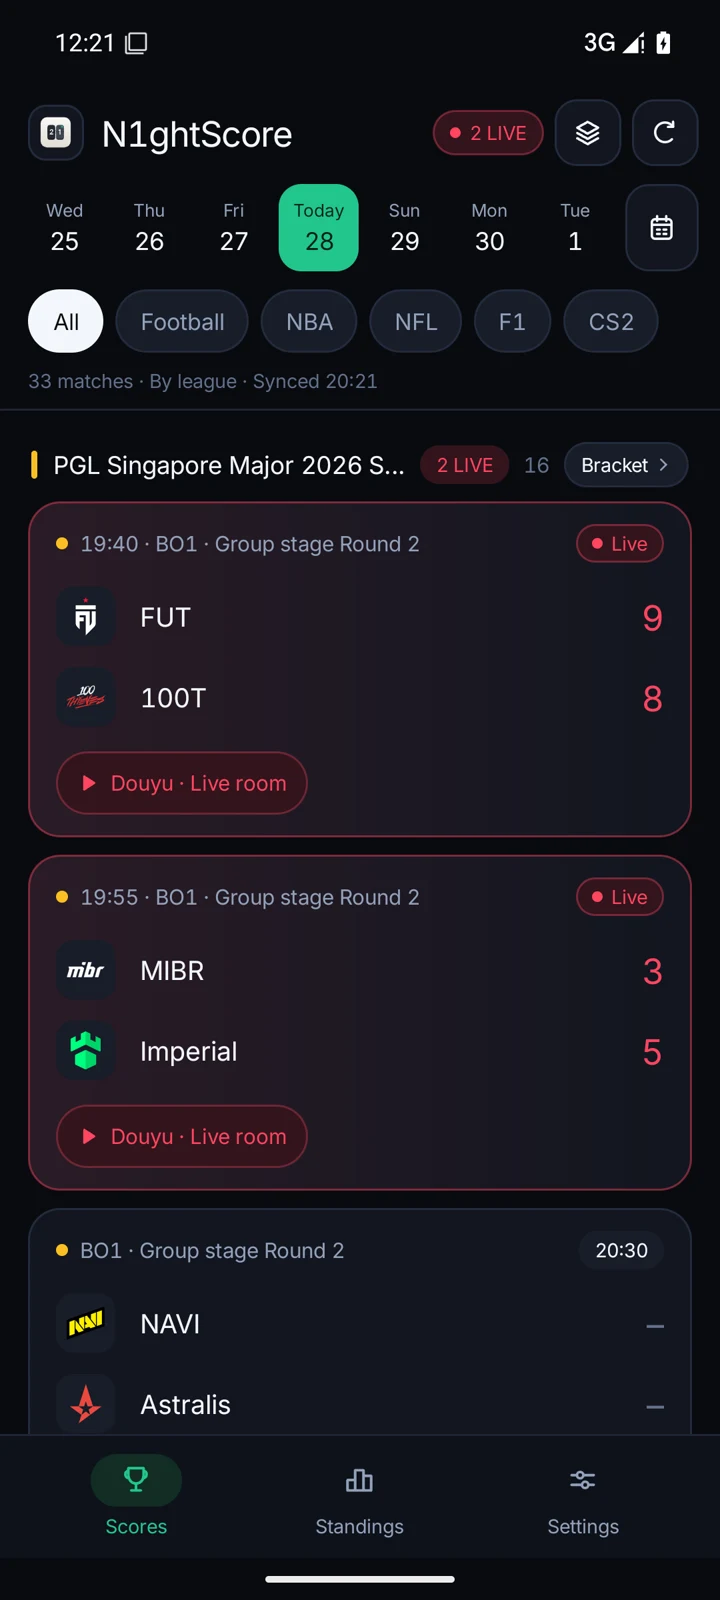 12:21
3G
N1ghtScore
2 LIVE
Wed
25
Thu
26
Fri
27
Today
28
Sun
29
Mon
30
Tue
1
All
Football
NBA
NFL
F1
CS2
33 matches · By league · Synced 20:21
PGL Singapore Major 2026 S...
2 LIVE
16
Bracket
19:40 · BO1 · Group stage Round 2
Live
FUT
9
100 THIEVES
100T
8
Douyu · Live room
19:55 · BO1 · Group stage Round 2
Live
mibr
MIBR
3
Imperial
5
Douyu · Live room
BO1 · Group stage Round 2
20:30
NAVI
–
Astralis
–
Scores
Standings
Settings